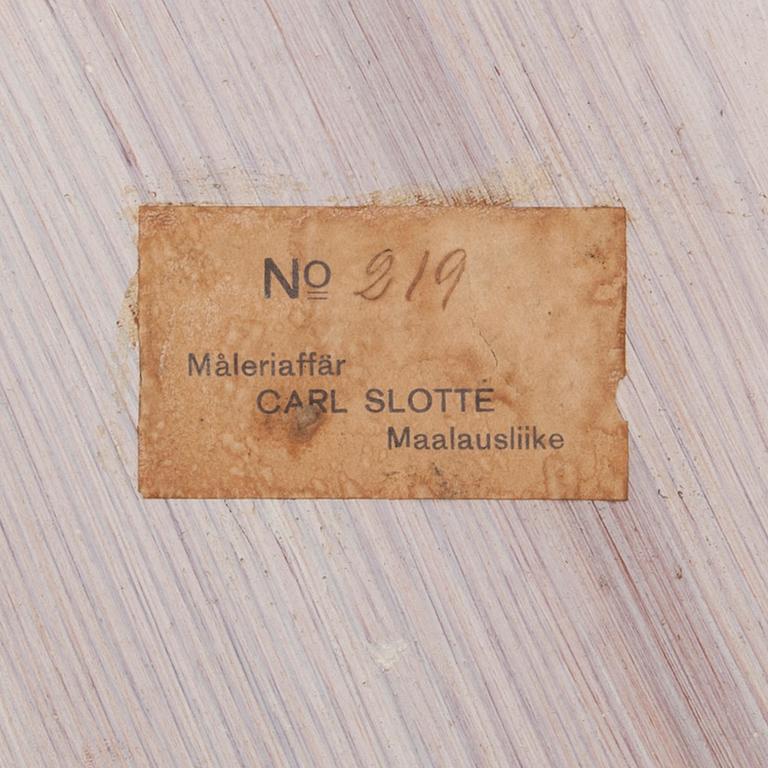 No 219
Måleriaffär
CARL SLOTTE
Maalausliike